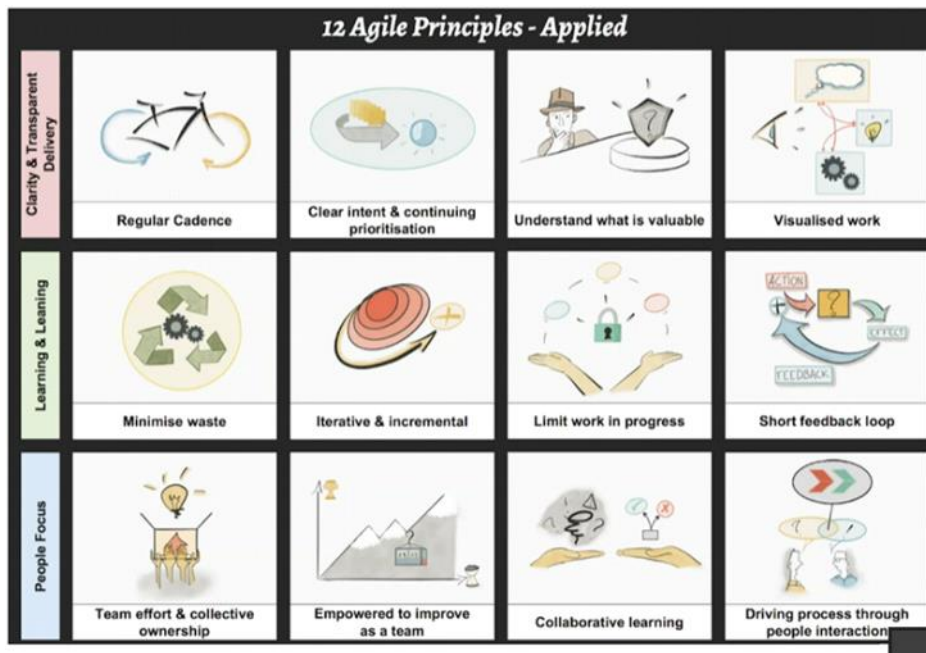 12 Agile Principles - Applied
Clarity & Transparent
Delivery
Regular Cadence
Clear intent & continuing
prioritisation
?
Understand what is valuable
Visualised work
Learning & Leaning
Minimise waste
Iterative & incremental
Limit work in progress
ACTION
?
EFFECT
FEEDBACK
Short feedback loop
People Focus
Team effort & collective
ownership
?
Empowered to improve
as a team
?
Collaborative learning
?
!
Driving process through
people interaction